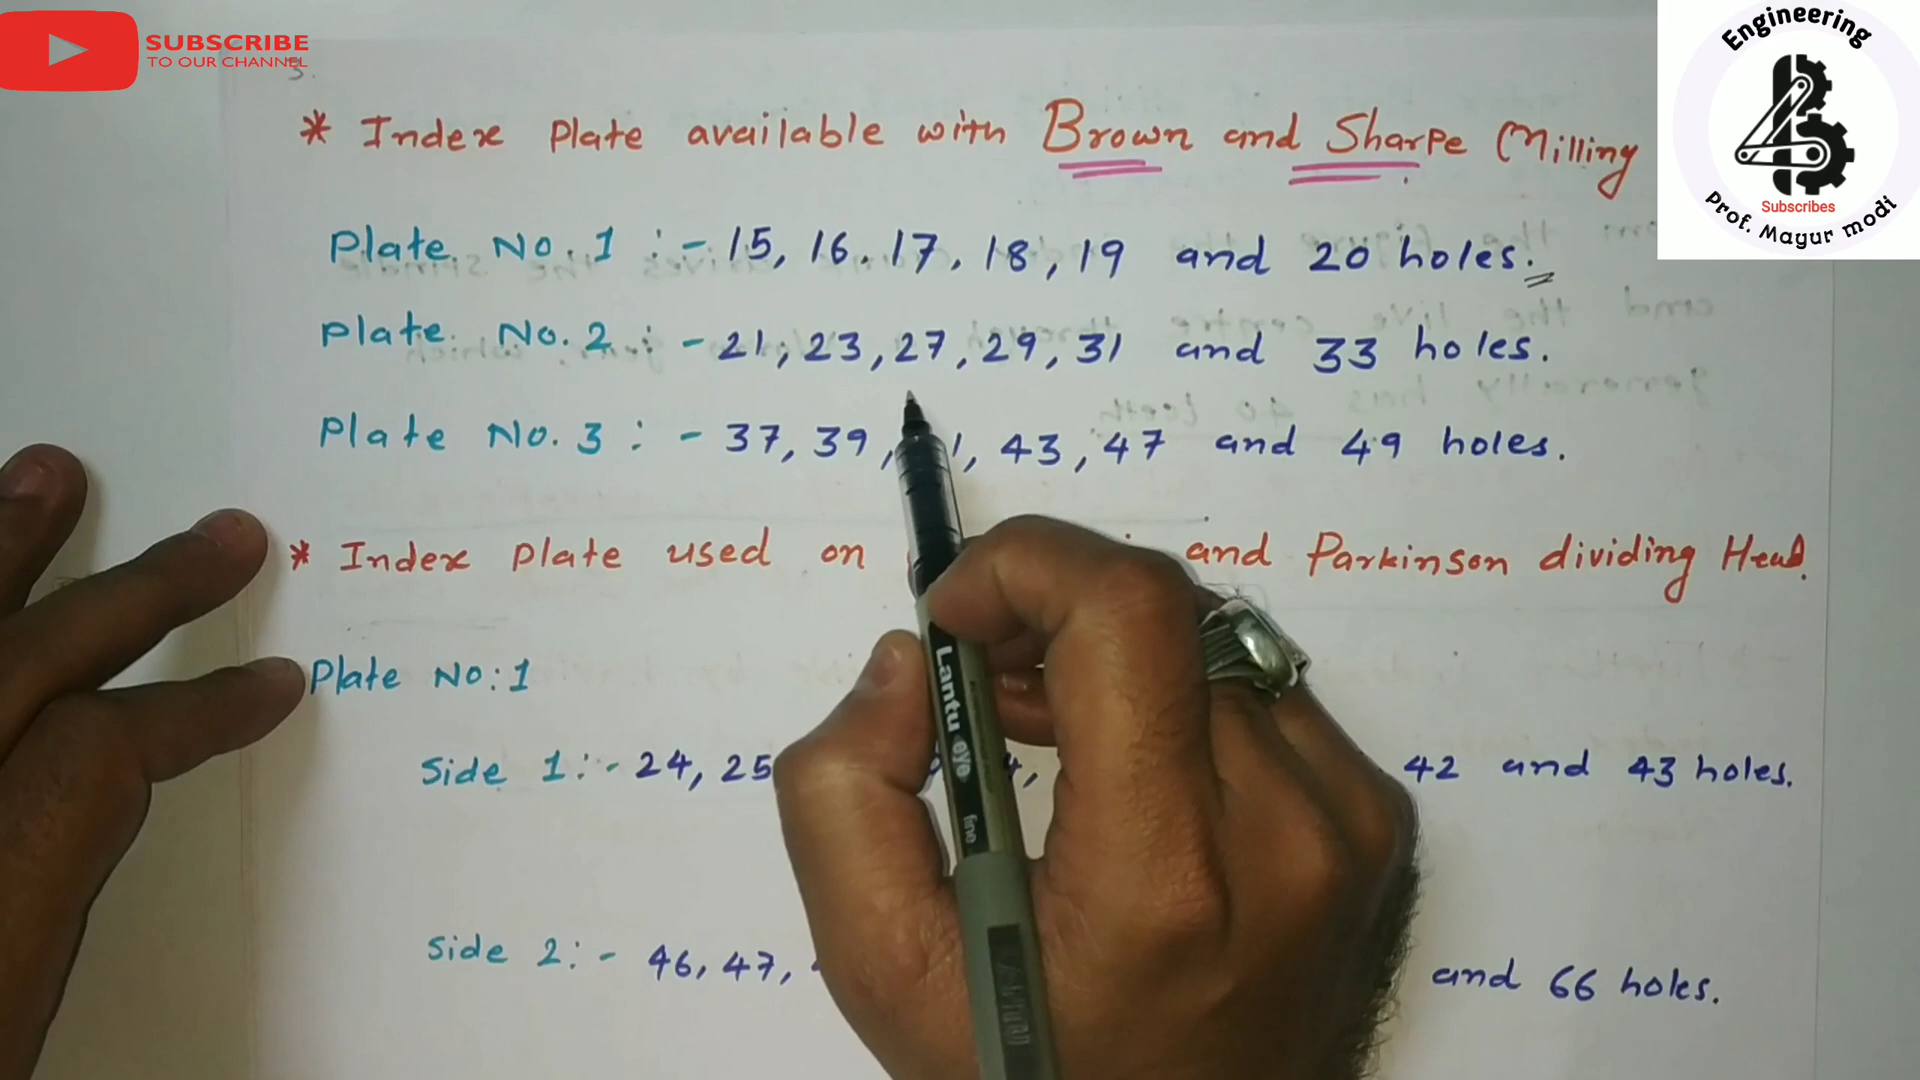 SUBSCRIBE
TO OUR CHANNEL
3.
Engineering
Subscribes
Prof. Mayur modi
* Index Plate available with Brown and Sharpe Milling
Plate No. 1 :- 15, 16, 17, 18, 19 and 20 holes.
Plate No. 2 :- 21, 23, 27, 29, 31 and 33 holes.
Plate No. 3 :- 37, 39, 1, 43, 47 and 49 holes.
* Index Plate used on and Parkinson dividing Head.
Plate No:1
Side 1:- 24, 25 42 and 43 holes.
Side 2:- 46, 47, and 66 holes.
Lantu eye fine